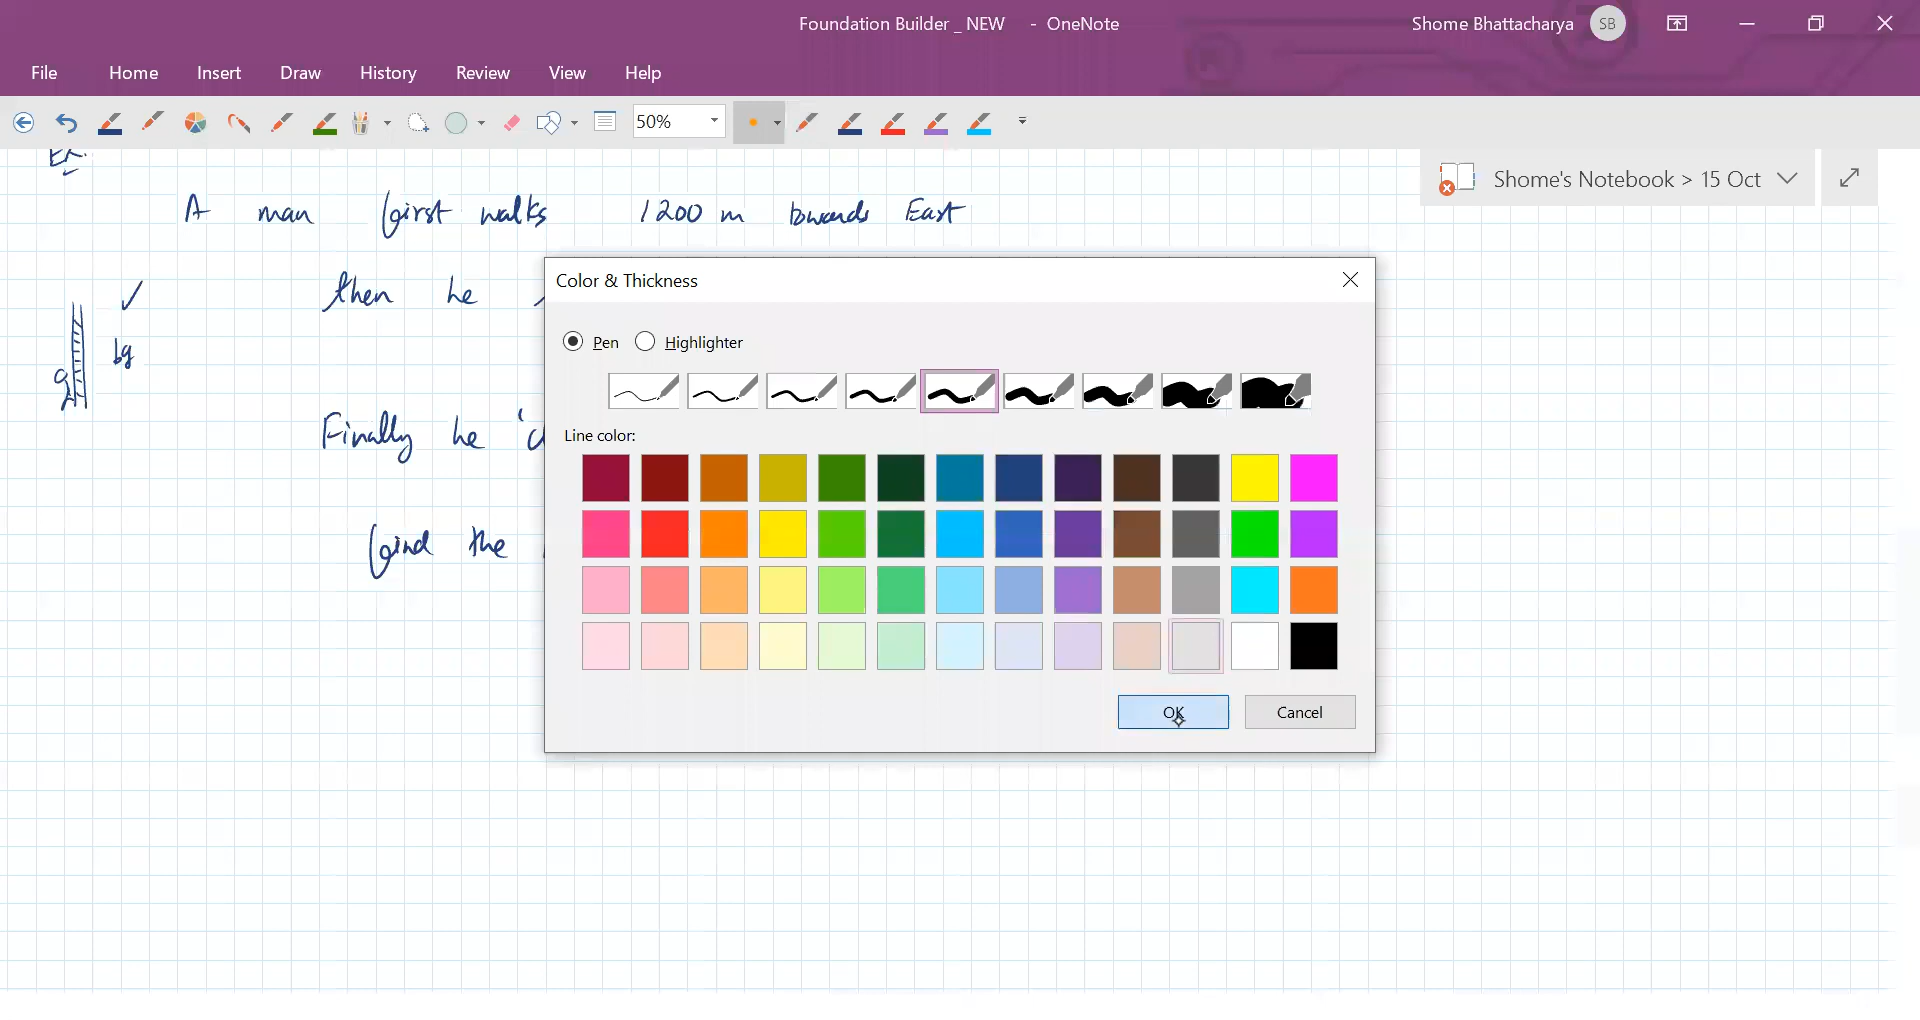 Foundation Builder _ NEW - OneNote
Shome Bhattacharya SB
File Home Insert Draw History Review View Help
50%
Shome's Notebook > 15 Oct
Ex.
A man first walks 1200 m towards East
then he
Finally he
find the
Color & Thickness
Pen Highlighter
Line color:
OK Cancel